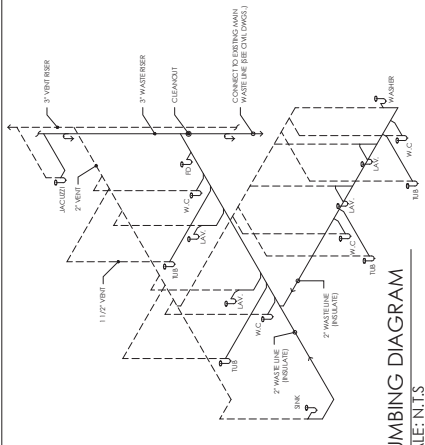 3" VENT RISER
3" WASTE RISER
CLEANOUT
CONNECT TO EXISTING MAIN
WASTE LINE (SEE CIVIL DWGS.)
JACUZZI
2" VENT
1 1/2" VENT
FD
W.C
LAV.
TUB
LAV.
W.C
TUB
SINK
2" WASTE LINE
(INSULATE)
2" WASTE LINE
(INSULATE)
WASHER
LAV.
W.C
TUB
LAV.
W.C
TUB
UMBING DIAGRAM
ALE: N.T.S